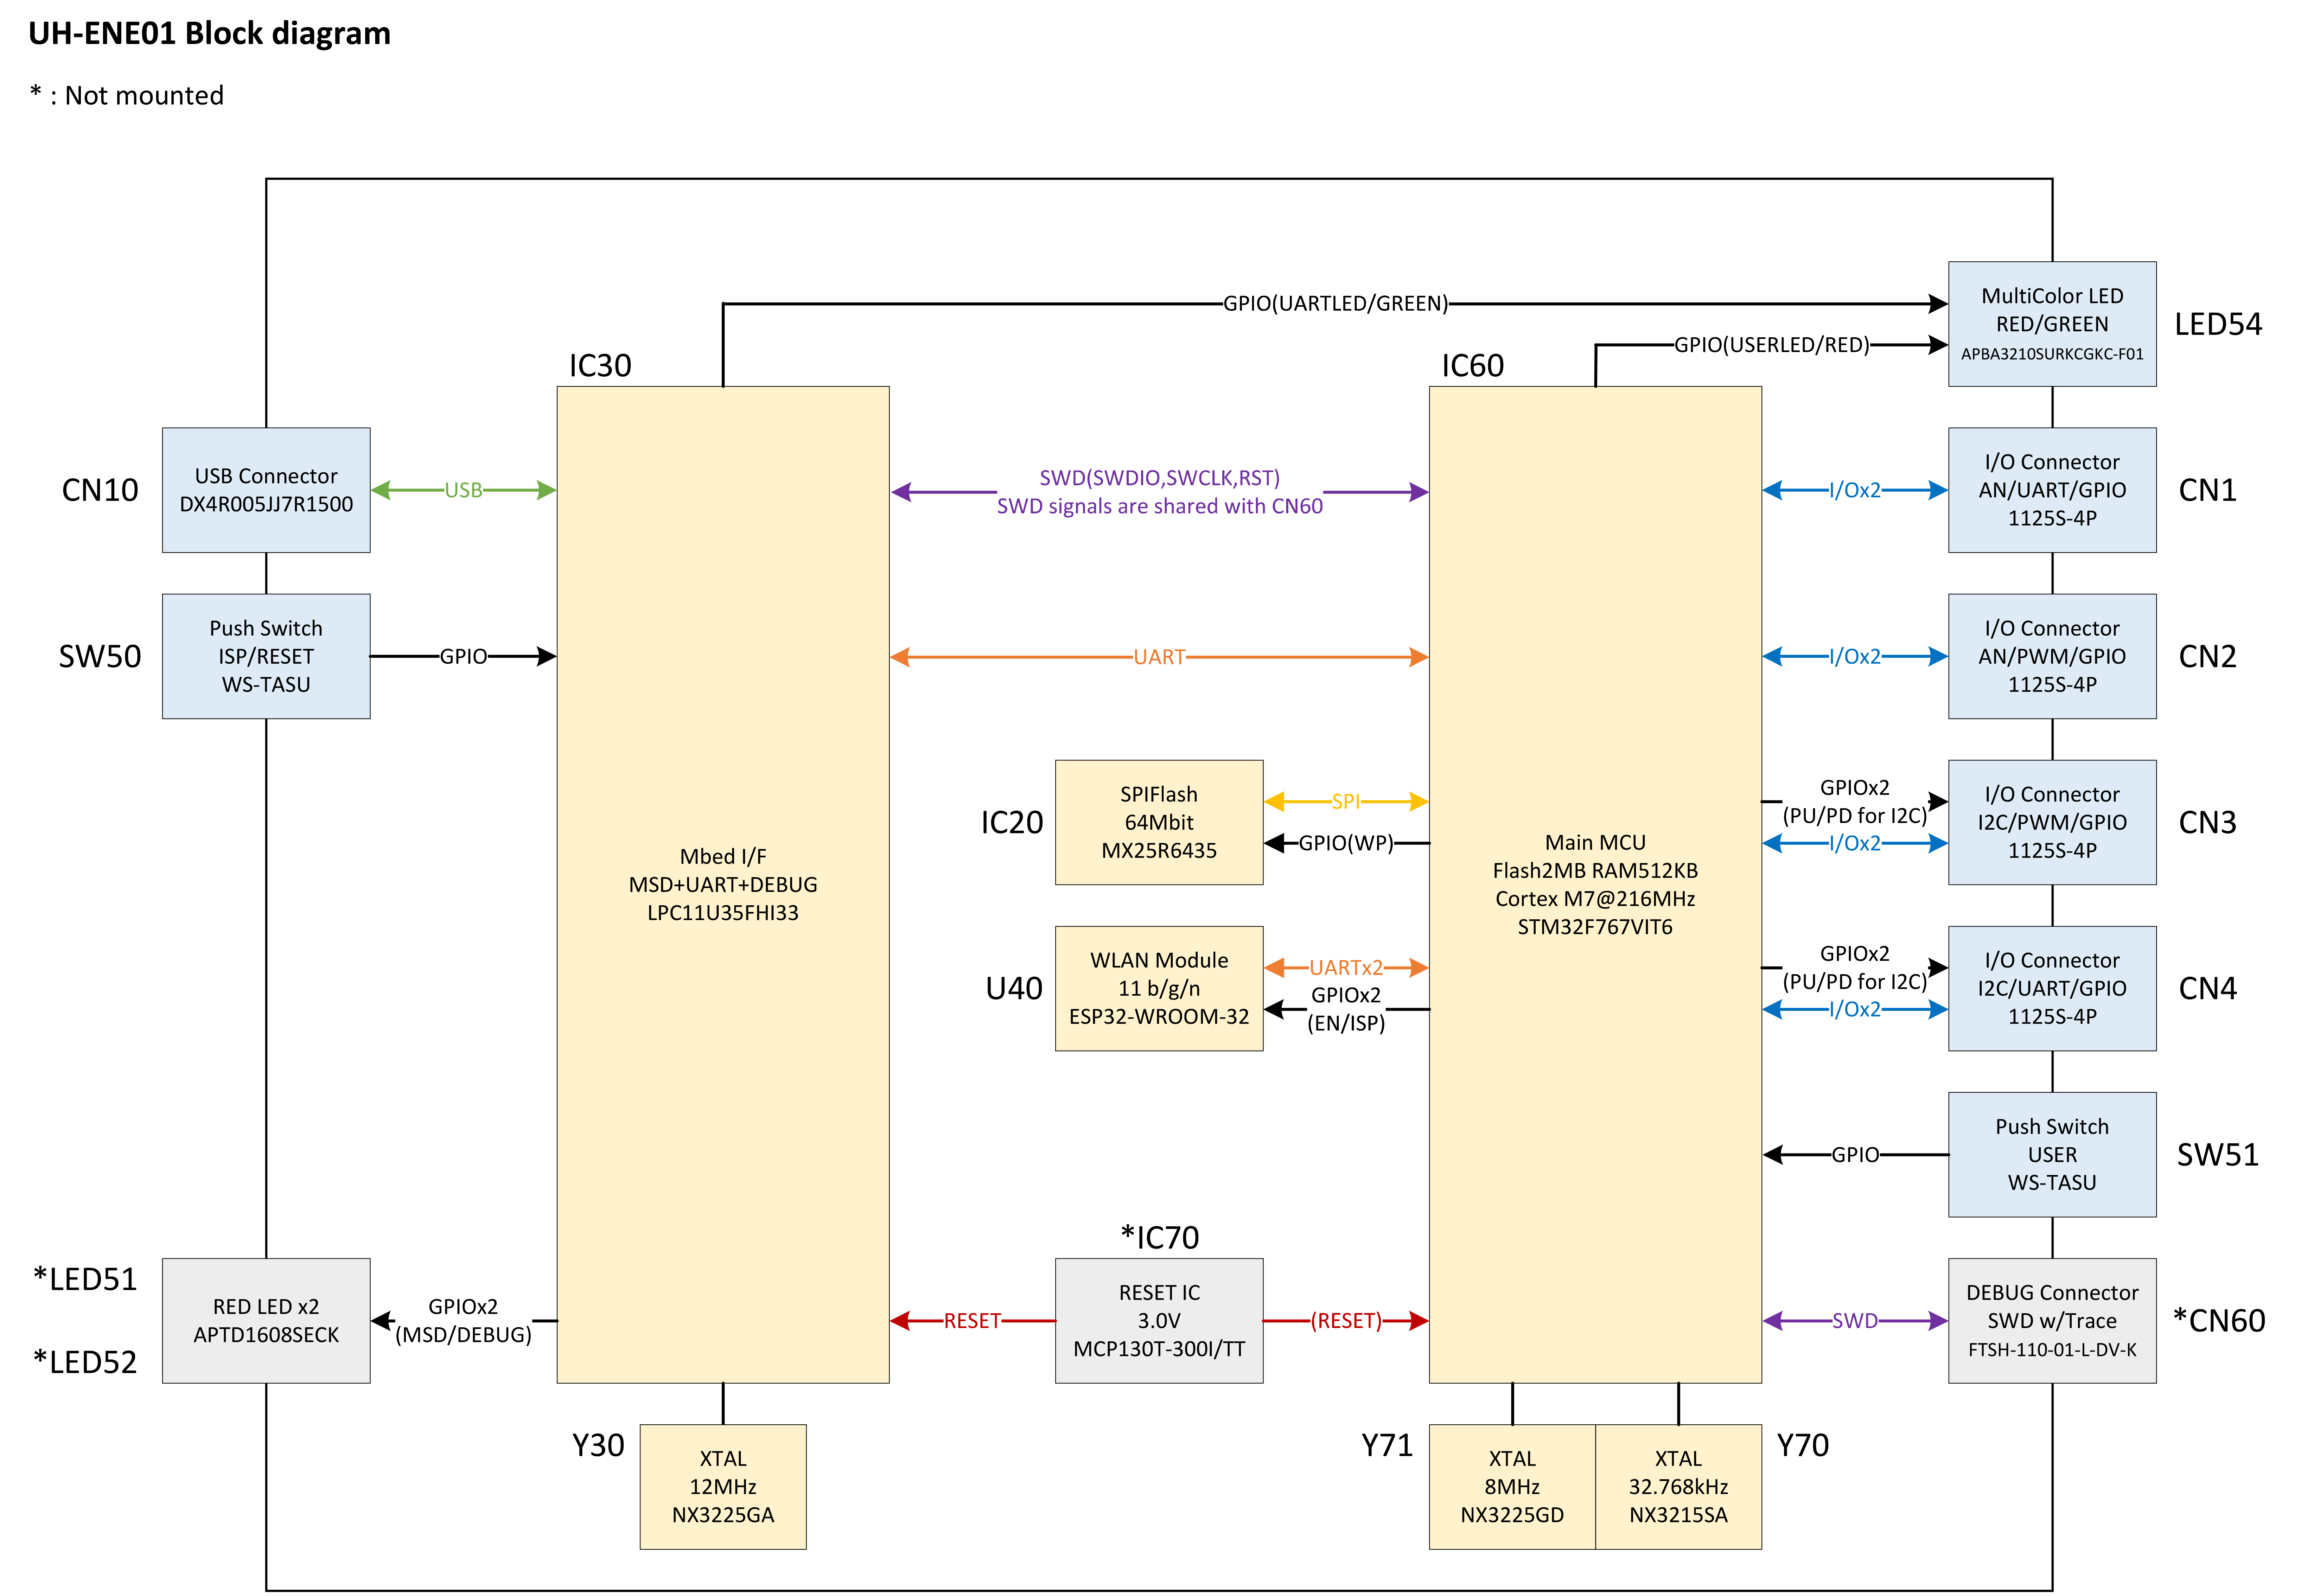 UH-ENE01 Block diagram
* : Not mounted
GPIO(UARTLED/GREEN)
GPIO(USERLED/RED)
MultiColor LED
RED/GREEN
APBA3210SURKCGKC-F01
LED54
IC30
IC60
CN10
USB Connector
DX4R005JJ7R1500
USB
SWD(SWDIO,SWCLK,RST)
SWD signals are shared with CN60
I/Ox2
I/O Connector
AN/UART/GPIO
1125S-4P
CN1
SW50
Push Switch
ISP/RESET
WS-TASU
GPIO
UART
I/Ox2
I/O Connector
AN/PWM/GPIO
1125S-4P
CN2
Mbed I/F
MSD+UART+DEBUG
LPC11U35FHI33
IC20
SPIFlash
64Mbit
MX25R6435
SPI
GPIO(WP)
Main MCU
Flash2MB RAM512KB
Cortex M7@216MHz
STM32F767VIT6
GPIOx2
(PU/PD for I2C)
I/Ox2
I/O Connector
I2C/PWM/GPIO
1125S-4P
CN3
U40
WLAN Module
11 b/g/n
ESP32-WROOM-32
UARTx2
GPIOx2
(EN/ISP)
GPIOx2
(PU/PD for I2C)
I/Ox2
I/O Connector
I2C/UART/GPIO
1125S-4P
CN4
GPIO
Push Switch
USER
WS-TASU
SW51
*LED51
*LED52
RED LED x2
APTD1608SECK
GPIOx2
(MSD/DEBUG)
RESET
*IC70
RESET IC
3.0V
MCP130T-300I/TT
(RESET)
SWD
DEBUG Connector
SWD w/Trace
FTSH-110-01-L-DV-K
*CN60
Y30
XTAL
12MHz
NX3225GA
Y71
XTAL
8MHz
NX3225GD
XTAL
32.768kHz
NX3215SA
Y70